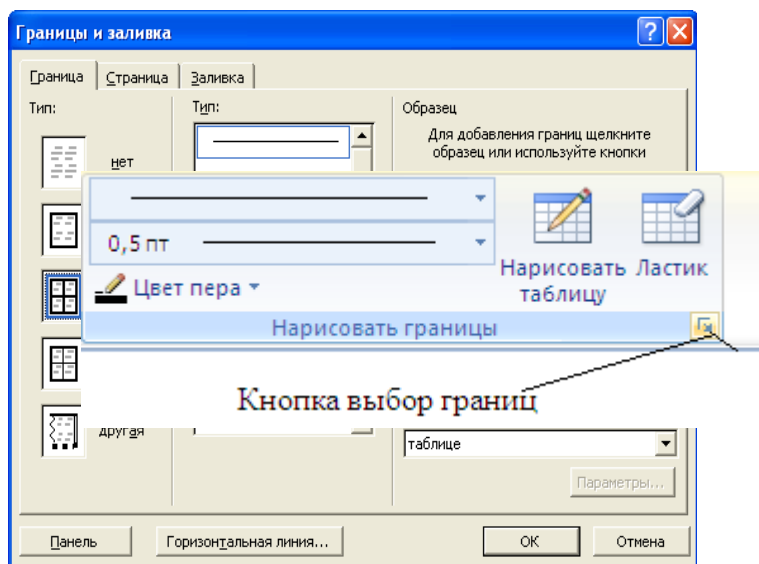 Границы и заливка
Граница Страница Заливка
Тип:
Тип:
Образец
Для добавления границ щелкните
образец или используйте кнопки
нет
0,5 пт
Цвет пера
Нарисовать таблицу
Ластик
Нарисовать границы
Кнопка выбор границ
другая
таблице
Параметры...
Панель
Горизонтальная линия...
ОК
Отмена